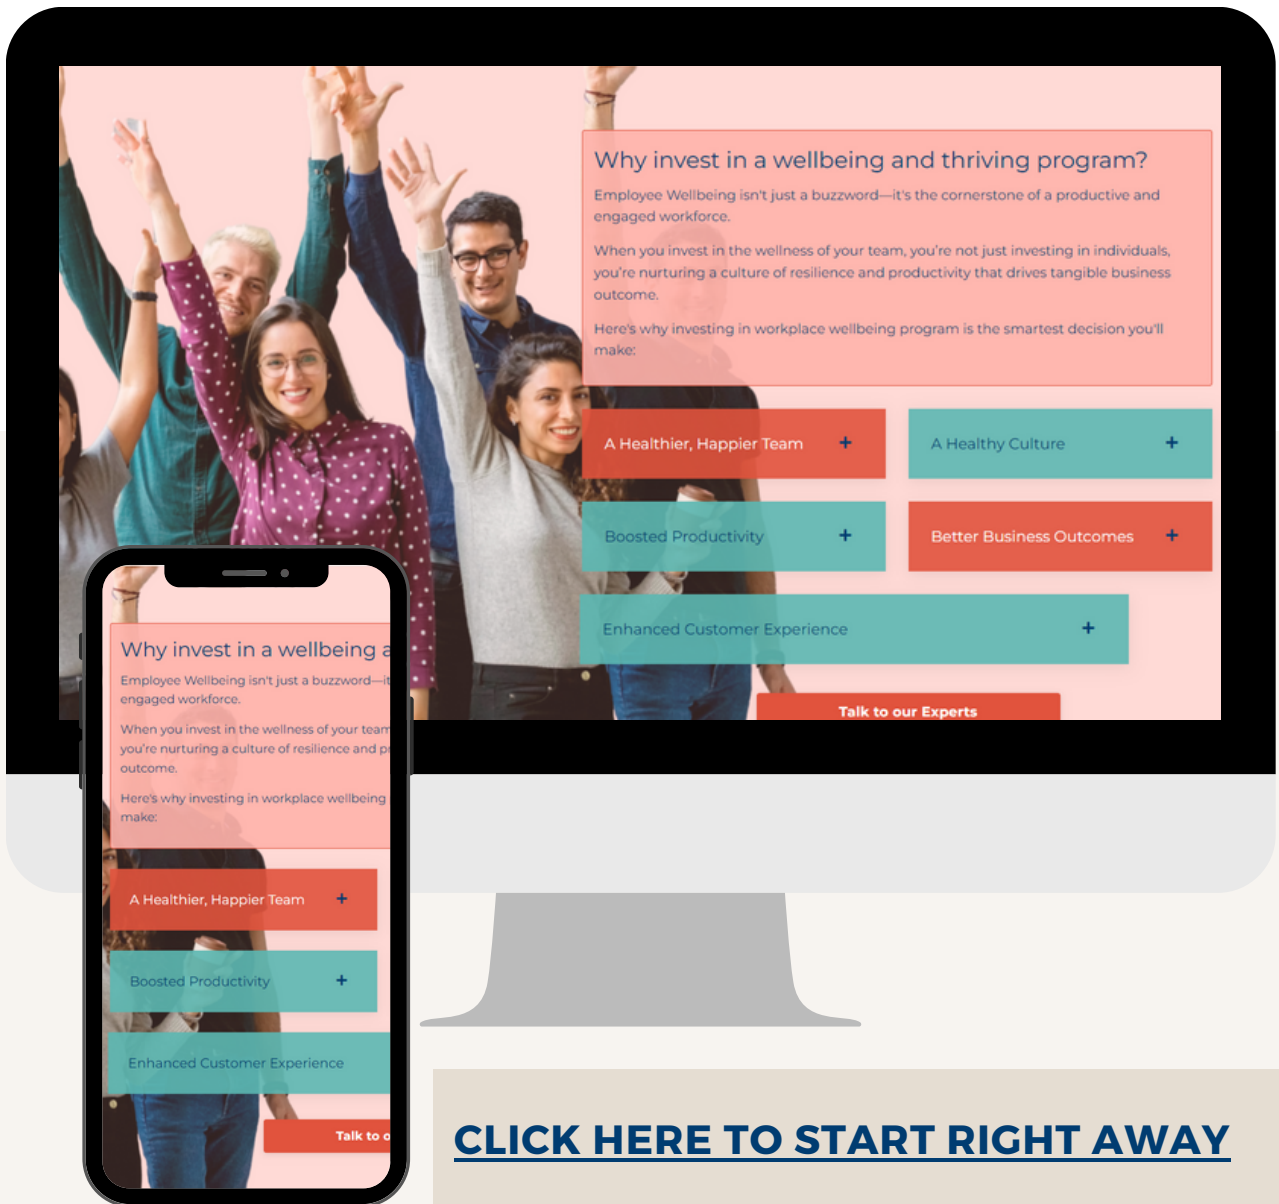 Why invest in a wellbeing and thriving program?
Employee Wellbeing isn't just a buzzword—it's the cornerstone of a productive and
engaged workforce.
When you invest in the wellness of your team, you're not just investing in individuals,
you're nurturing a culture of resilience and productivity that drives tangible business
outcome.
Here's why investing in workplace wellbeing program is the smartest decision you'll
make:
A Healthier, Happier Team +
A Healthy Culture +
Boosted Productivity +
Better Business Outcomes +
Enhanced Customer Experience +
Talk to our Experts
Why invest in a wellbeing a
Employee Wellbeing isn't just a buzzword—it
engaged workforce.
When you invest in the wellness of your team
you're nurturing a culture of resilience and pr
outcome.
Here's why investing in workplace wellbeing
make:
A Healthier, Happier Team +
Boosted Productivity +
Enhanced Customer Experience
Talk to o
CLICK HERE TO START RIGHT AWAY